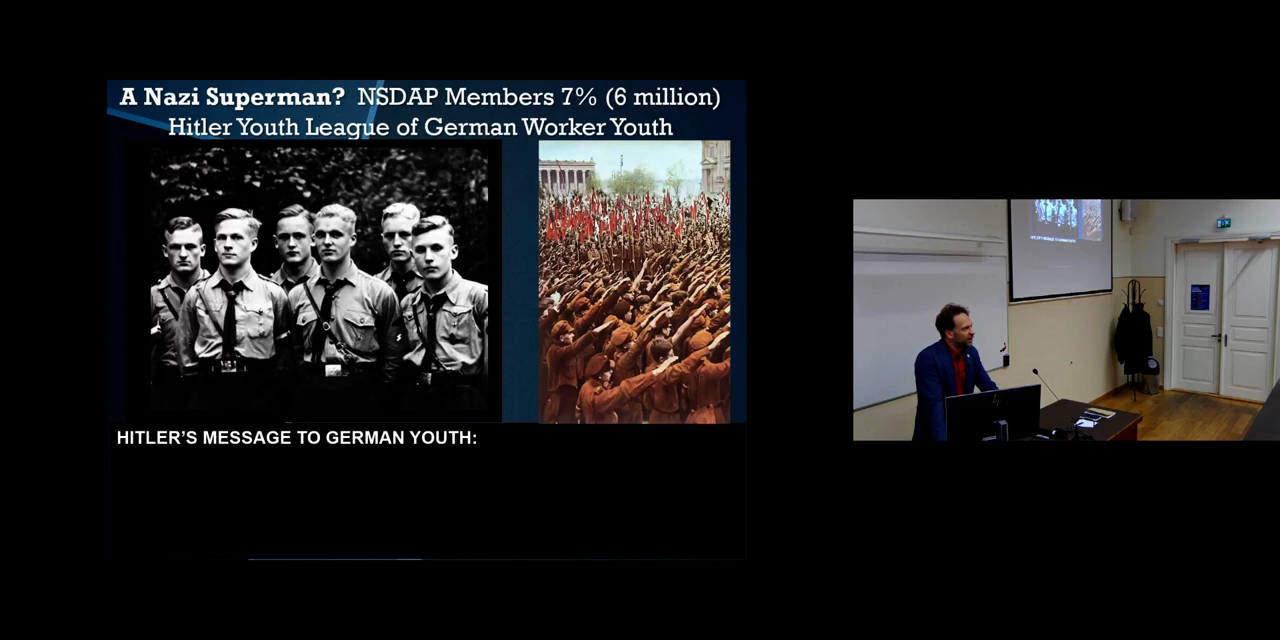 A Nazi Superman? NSDAP Members 7% (6 million)
Hitler Youth League of German Worker Youth
HITLER'S MESSAGE TO GERMAN YOUTH: